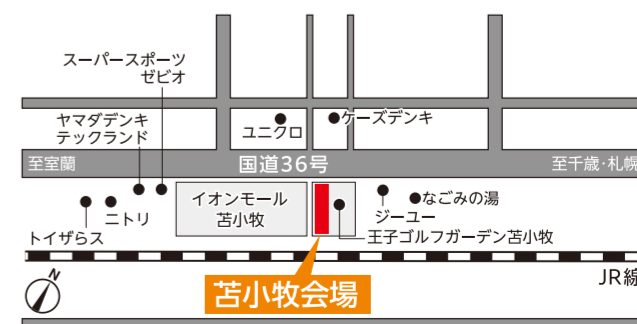 スーパースポーツ
ゼビオ
ヤマダデンキ
テックランド
ユニクロ
ケーズデンキ
至室蘭
国道36号
至千歳・札幌
イオンモール
苫小牧
なごみの湯
ジーユー
ニトリ
トイザらス
王子ゴルフガーデン苫小牧
JR線
N
苫小牧会場